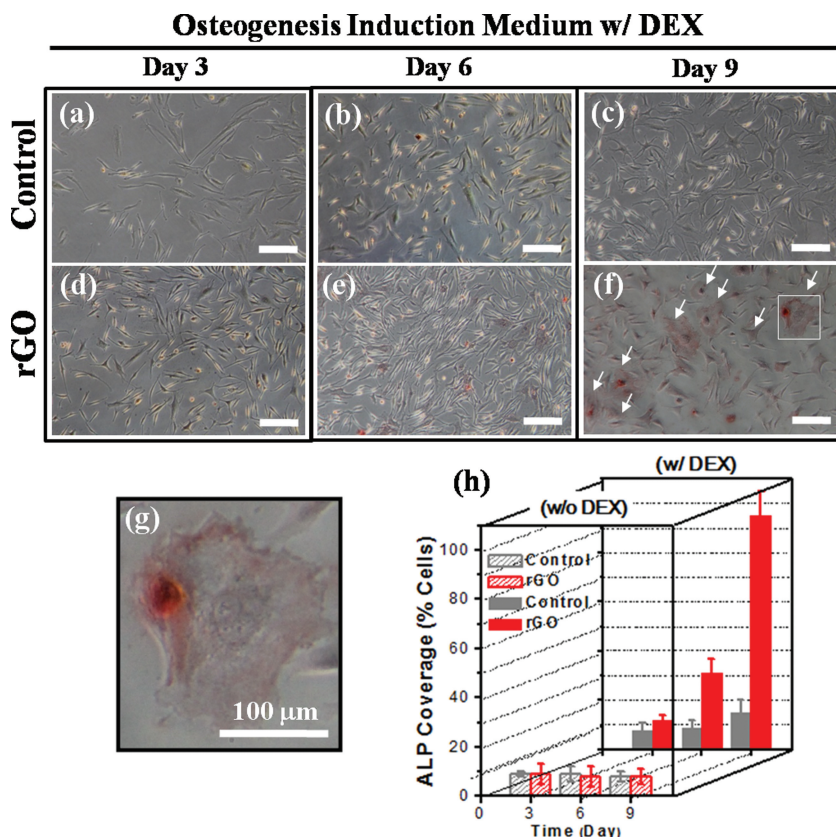 Osteogenesis Induction Medium w/ DEX
Day 3 Day 6 Day 9
Control
(a) (b) (c)
rGO
(d) (e) (f)
(g)
100 µm
(h)
(w/ DEX)
(w/o DEX)
Control
rGO
Control
rGO
ALP Coverage (% Cells)
100
80
60
40
20
0
0 3 6 9
Time (Day)